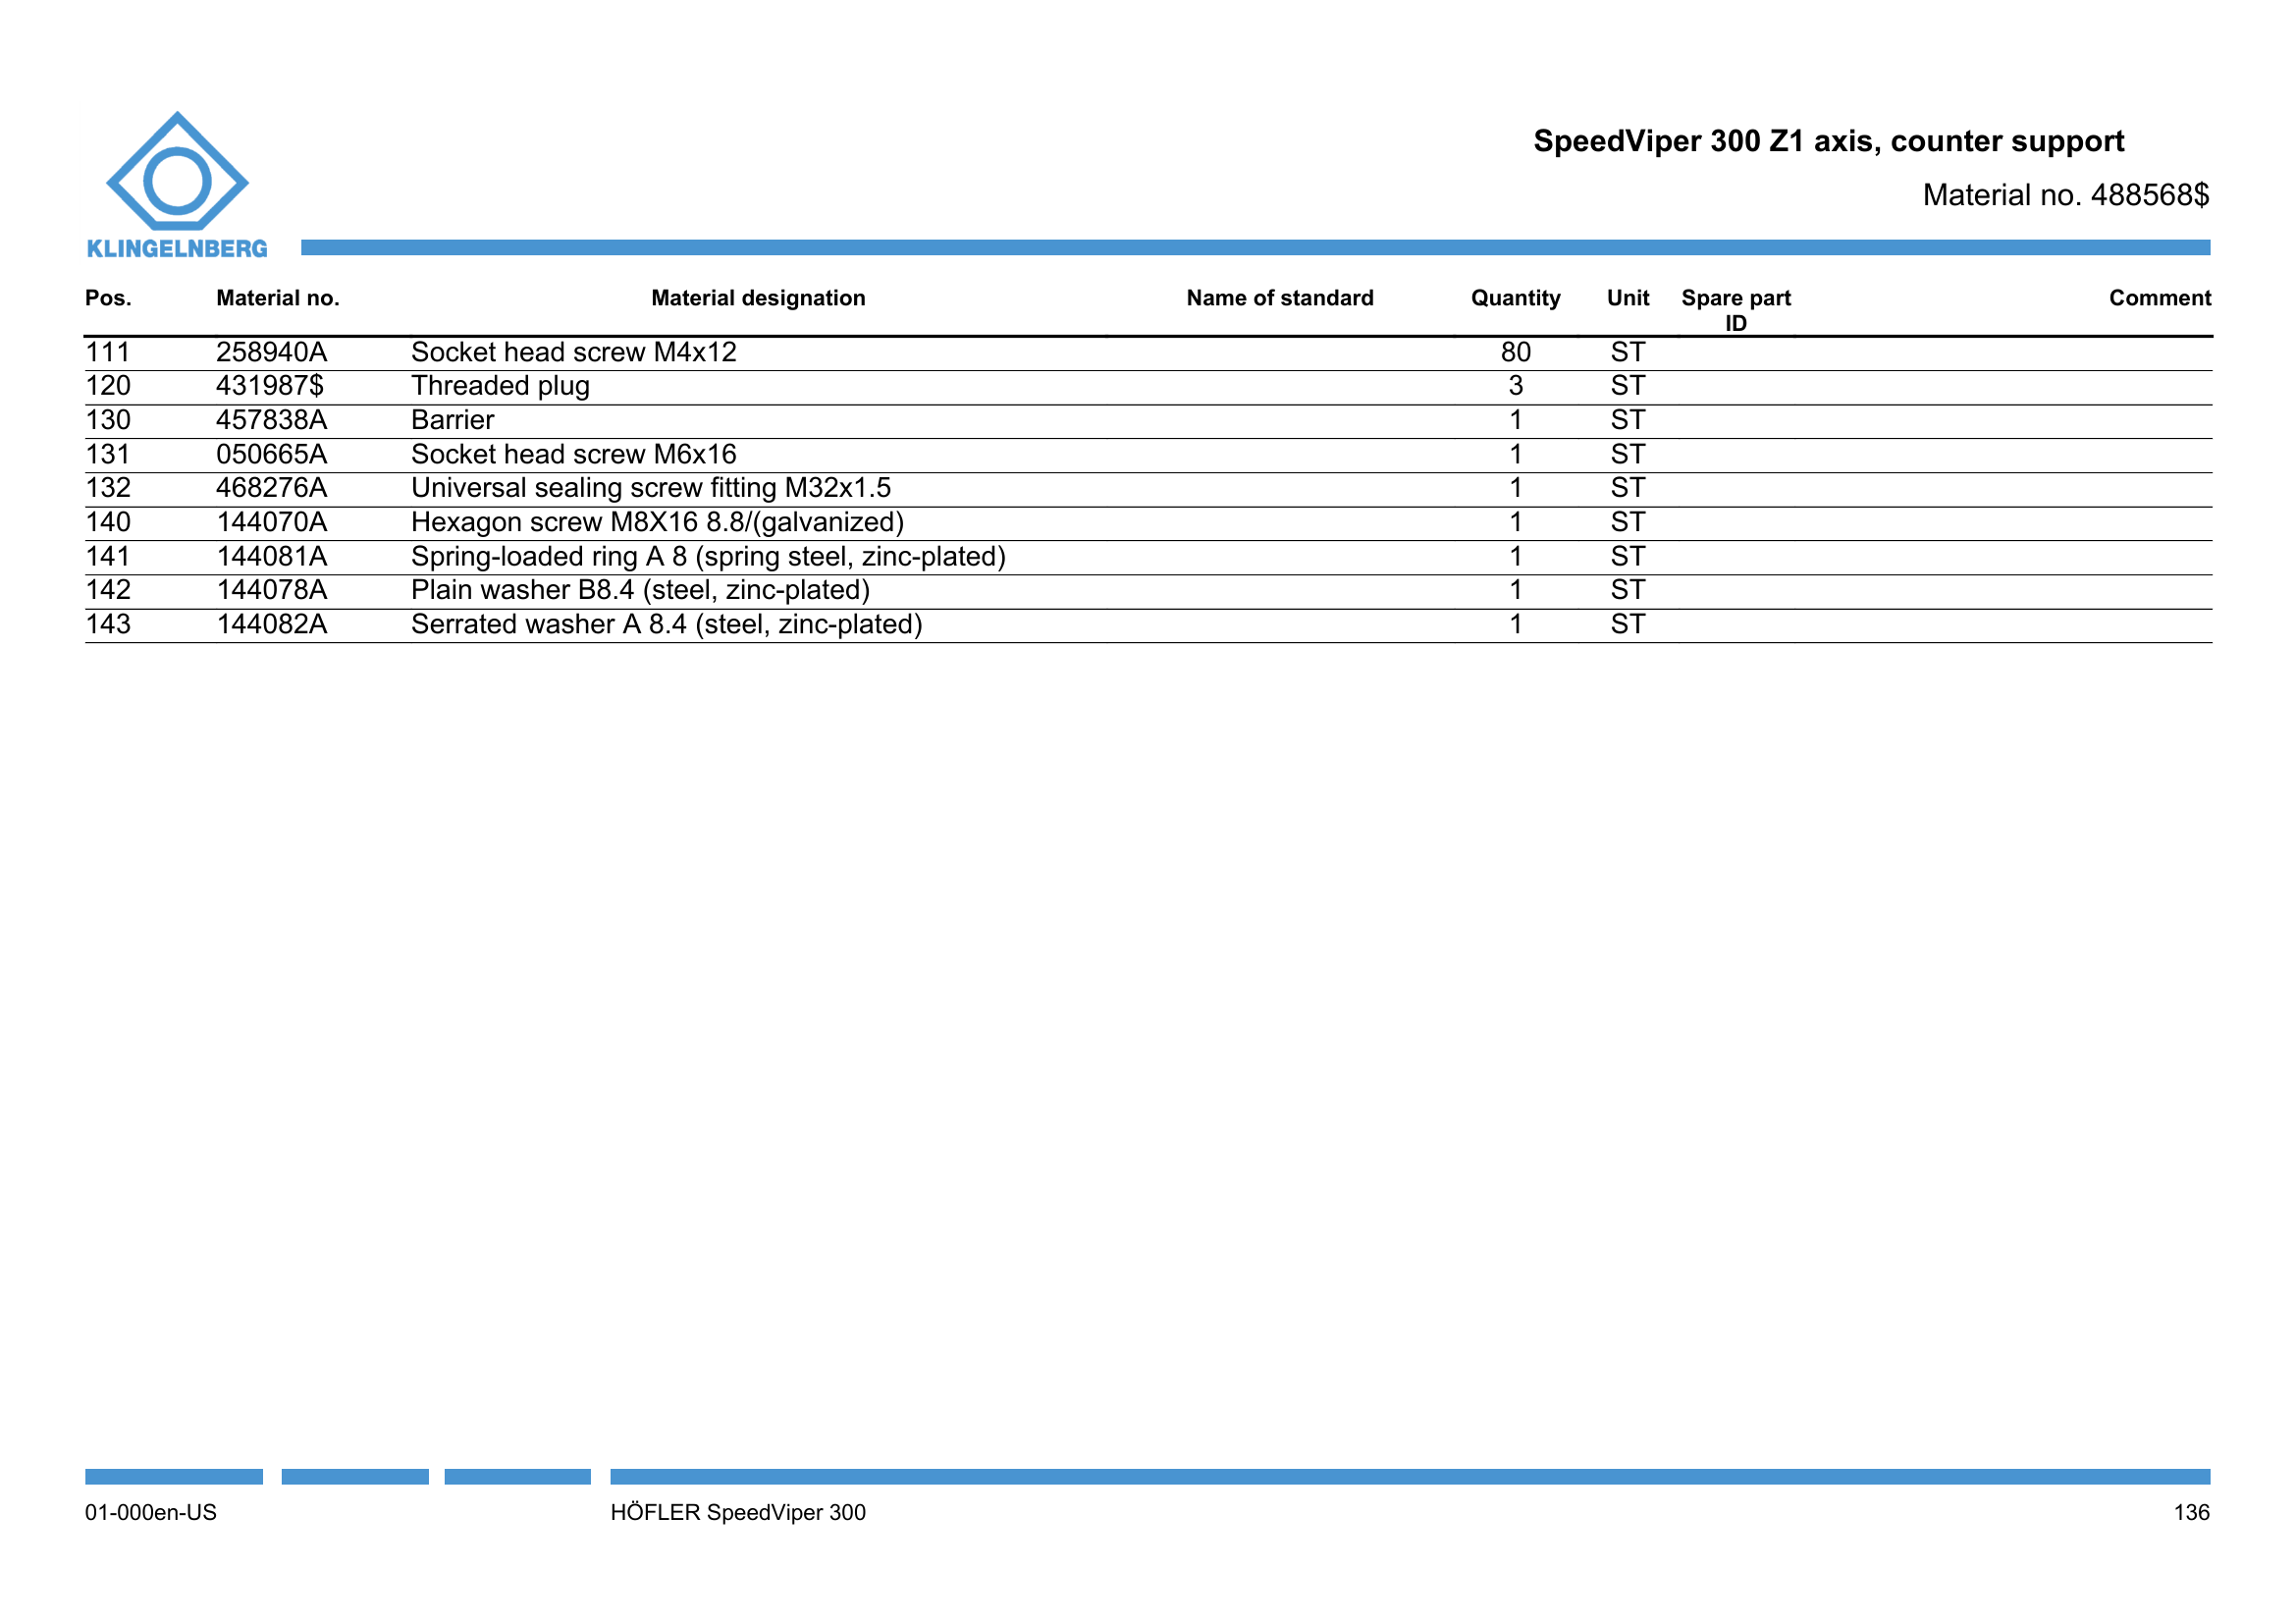 KLINGELNBERG
SpeedViper 300 Z1 axis, counter support
Material no. 488568$
Pos. Material no. Material designation Name of standard Quantity Unit Spare part ID Comment
111 258940A Socket head screw M4x12 80 ST
120 431987$ Threaded plug 3 ST
130 457838A Barrier 1 ST
131 050665A Socket head screw M6x16 1 ST
132 468276A Universal sealing screw fitting M32x1.5 1 ST
140 144070A Hexagon screw M8X16 8.8/(galvanized) 1 ST
141 144081A Spring-loaded ring A 8 (spring steel, zinc-plated) 1 ST
142 144078A Plain washer B8.4 (steel, zinc-plated) 1 ST
143 144082A Serrated washer A 8.4 (steel, zinc-plated) 1 ST
01-000en-US HÖFLER SpeedViper 300 136